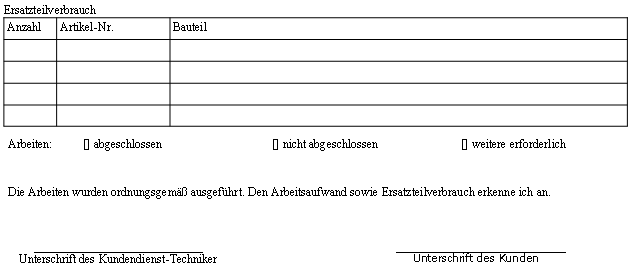 Ersatzteilverbrauch
Anzahl Artikel-Nr. Bauteil
Arbeiten: [] abgeschlossen [] nicht abgeschlossen [] weitere erforderlich
Die Arbeiten wurden ordnungsgemäß ausgeführt. Den Arbeitsaufwand sowie Ersatzteilverbrauch erkenne ich an.
Unterschrift des Kundendienst-Techniker Unterschrift des Kunden